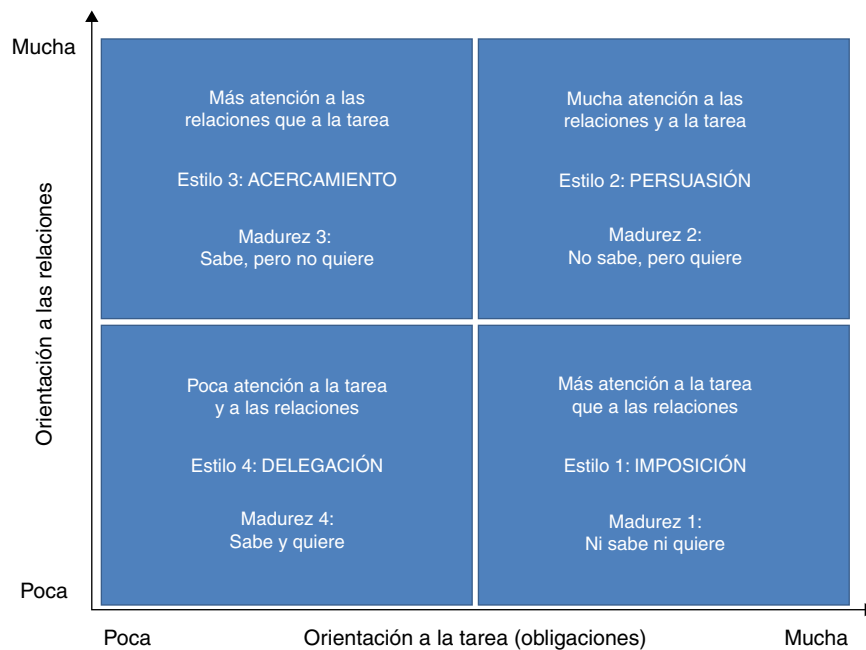 Mucha
Orientación a las relaciones
Poca
Más atención a las
relaciones que a la tarea
Estilo 3: ACERCAMIENTO
Madurez 3:
Sabe, pero no quiere
Mucha atención a las
relaciones y a la tarea
Estilo 2: PERSUASIÓN
Madurez 2:
No sabe, pero quiere
Poca atención a la tarea
y a las relaciones
Estilo 4: DELEGACIÓN
Madurez 4:
Sabe y quiere
Más atención a la tarea
que a las relaciones
Estilo 1: IMPOSICIÓN
Madurez 1:
Ni sabe ni quiere
Poca
Orientación a la tarea (obligaciones)
Mucha